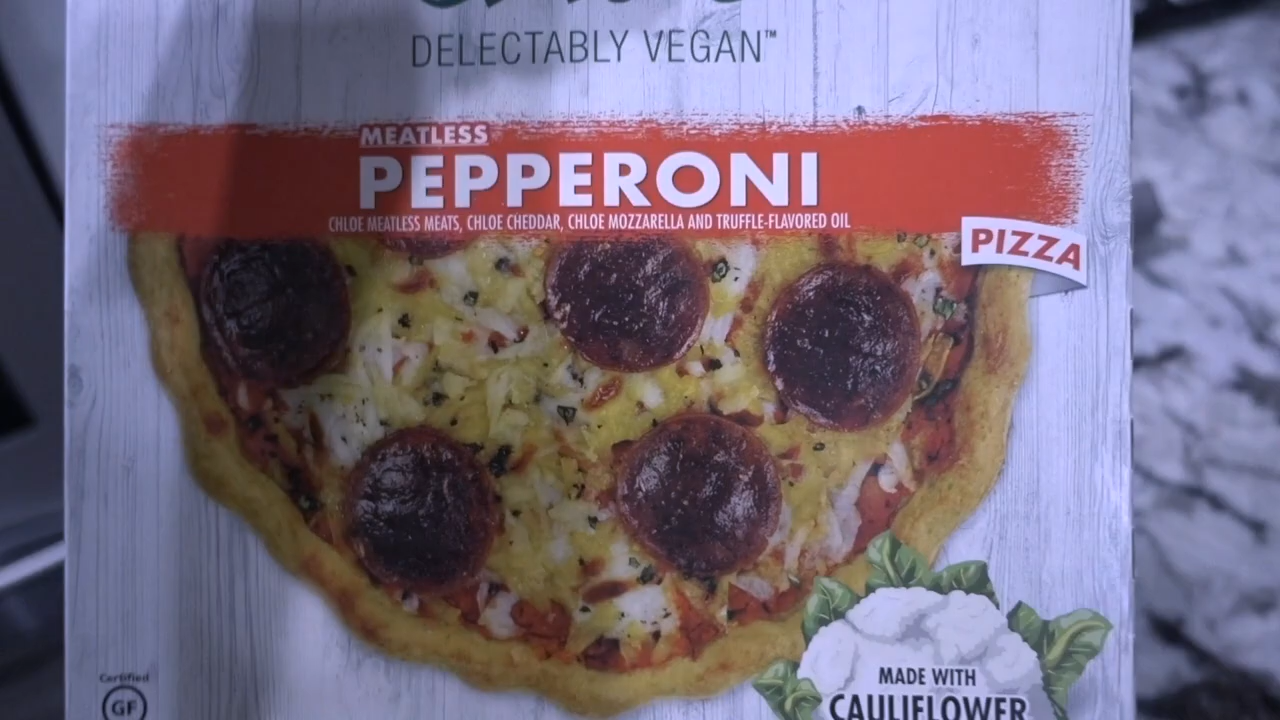 DELECTABLY VEGAN™
MEATLESS
PEPPERONI
CHLOE MEATLESS MEATS, CHLOE CHEDDAR, CHLOE MOZZARELLA AND TRUFFLE-FLAVORED OIL
PIZZA
MADE WITH
CAULIFLOWER
Certified
GF